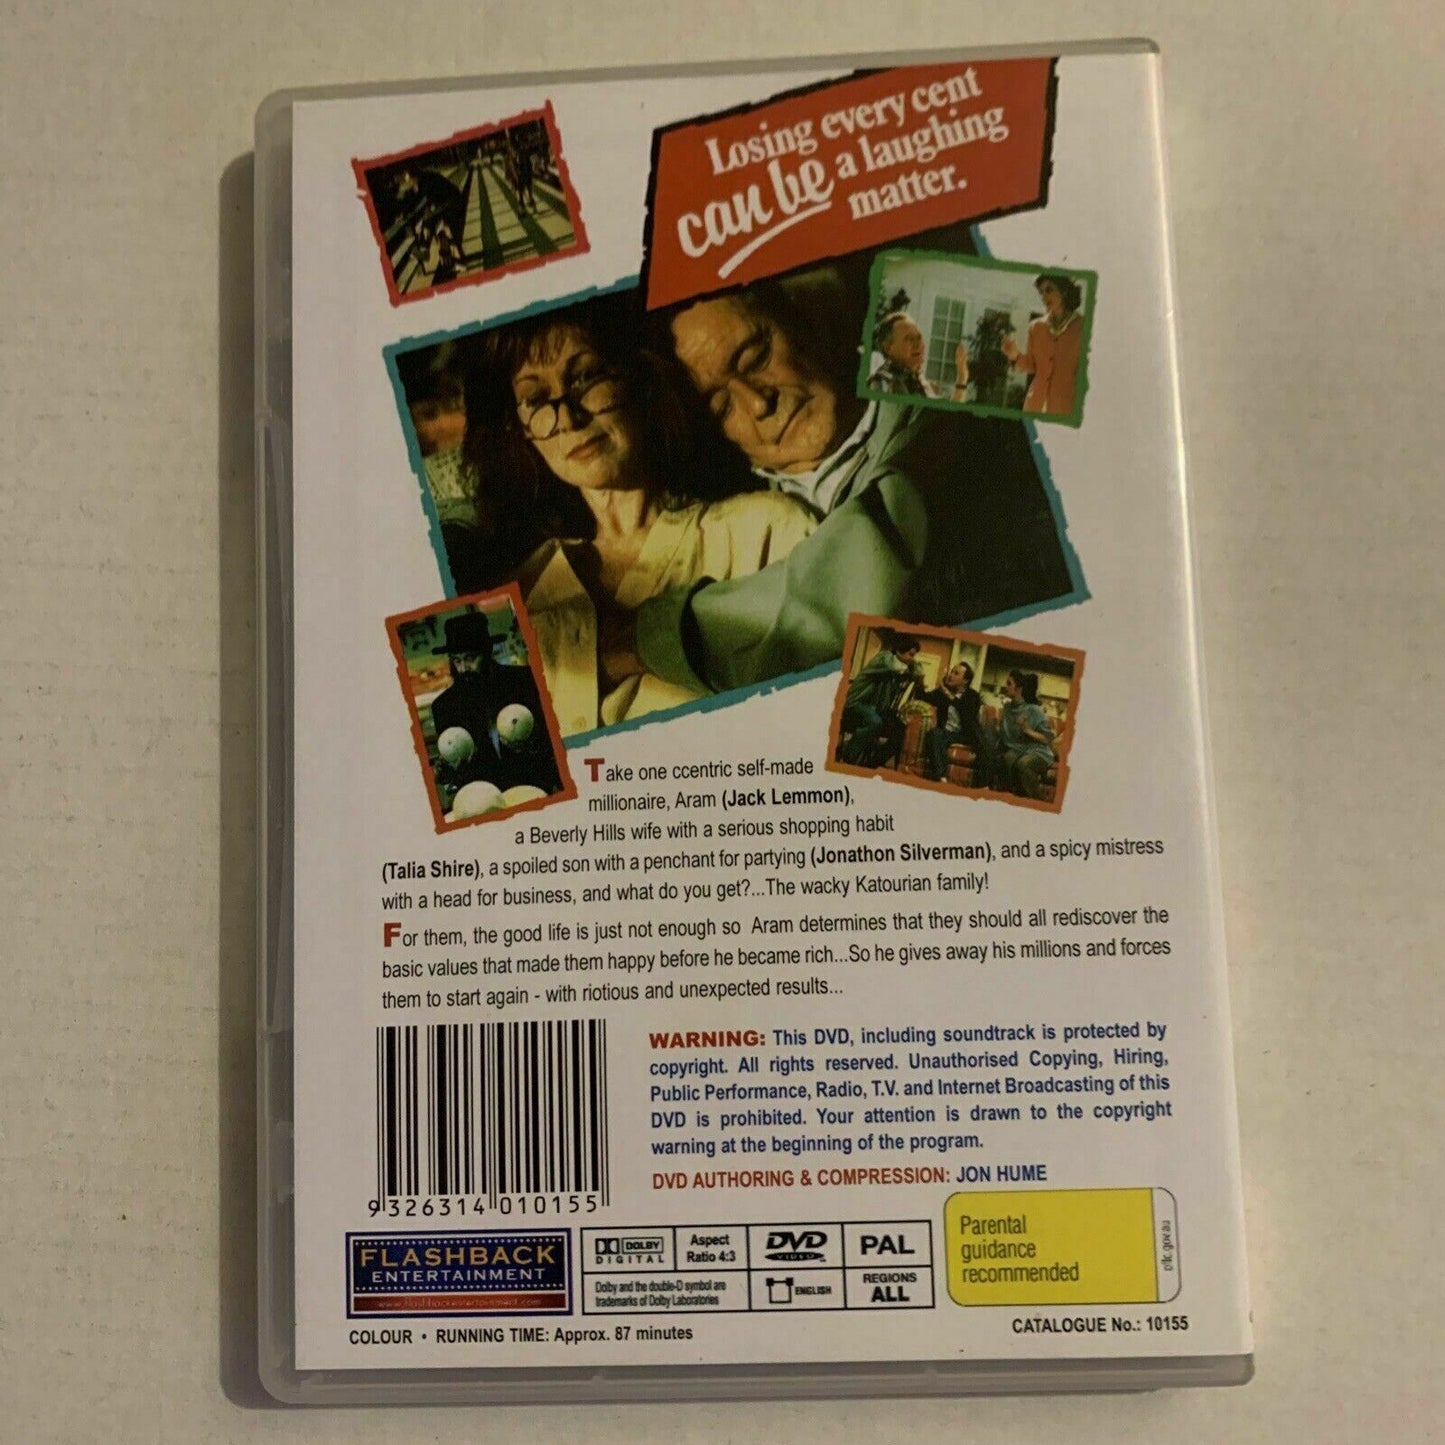 Losing every cent
can be a laughing
matter.
Take one ccentric self-made
millionaire, Aram (Jack Lemmon),
a Beverly Hills wife with a serious shopping habit
(Talia Shire), a spoiled son with a penchant for partying (Jonathon Silverman), and a spicy mistress
with a head for business, and what do you get?...The wacky Katourian family!
For them, the good life is just not enough so Aram determines that they should all rediscover the
basic values that made them happy before he became rich...So he gives away his millions and forces
them to start again - with riotious and unexpected results...
WARNING: This DVD, including soundtrack is protected by
copyright. All rights reserved. Unauthorised Copying, Hiring,
Public Performance, Radio, T.V. and Internet Broadcasting of this
DVD is prohibited. Your attention is drawn to the copyright
warning at the beginning of the program.
DVD AUTHORING & COMPRESSION: JON HUME
9 326314 010155
FLASHBACK
ENTERTAINMENT
www.flashbackentertainment.com
DOLBY
DIGITAL
Aspect
Ratio 4:3
DVD
VIDEO
PAL
Dolby and the double-D symbol are
trademarks of Dolby Laboratories
ENGLISH
REGIONS
ALL
Parental
guidance
recommended
oflc.gov.au
COLOUR • RUNNING TIME: Approx. 87 minutes
CATALOGUE No.: 10155